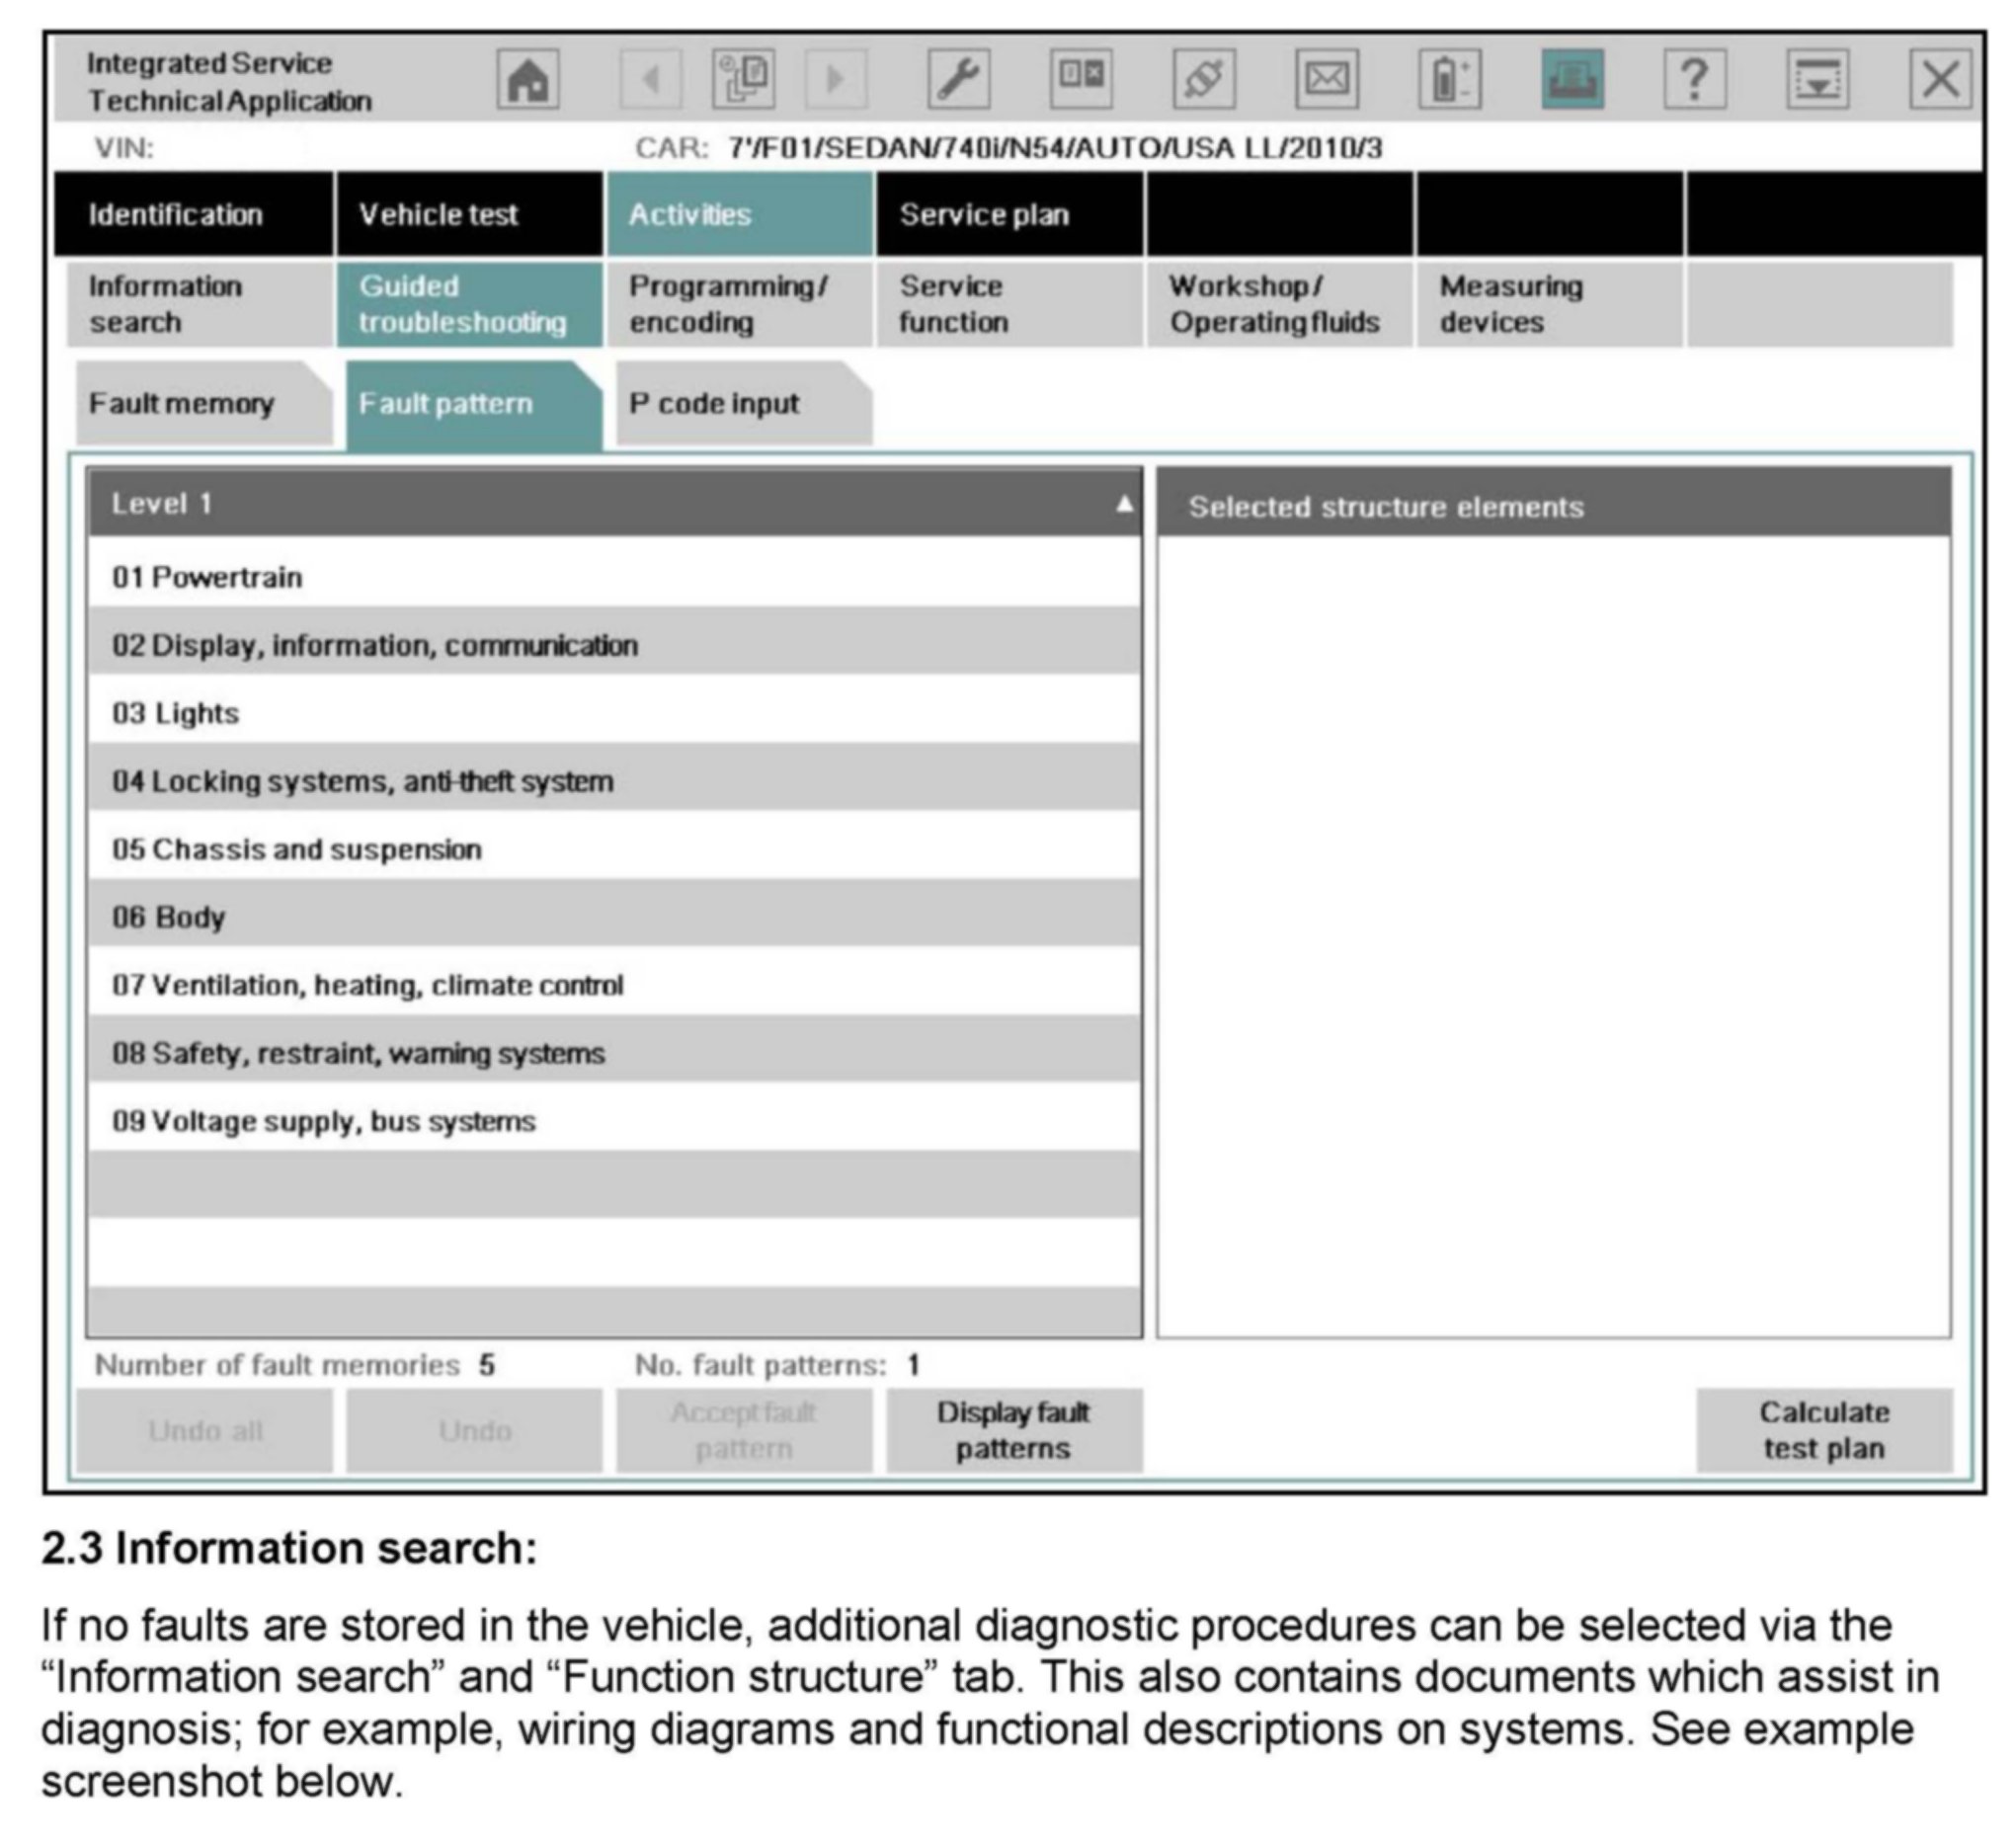 Integrated Service
Technical Application
VIN:
CAR: 7'/F01/SEDAN/740i/N54/AUTO/USA LL/2010/3
Identification
Vehicle test
Activities
Service plan
Information
search
Guided
troubleshooting
Programming/
encoding
Service
function
Workshop/
Operating fluids
Measuring
devices
Fault memory
Fault pattern
P code input
Level 1
Selected structure elements
01 Powertrain
02 Display, information, communication
03 Lights
04 Locking systems, anti-theft system
05 Chassis and suspension
06 Body
07 Ventilation, heating, climate control
08 Safety, restraint, warning systems
09 Voltage supply, bus systems
Number of fault memories 5
No. fault patterns: 1
Undo all
Undo
Accept fault
pattern
Display fault
patterns
Calculate
test plan
2.3 Information search:
If no faults are stored in the vehicle, additional diagnostic procedures can be selected via the
“Information search” and “Function structure” tab. This also contains documents which assist in
diagnosis; for example, wiring diagrams and functional descriptions on systems. See example
screenshot below.